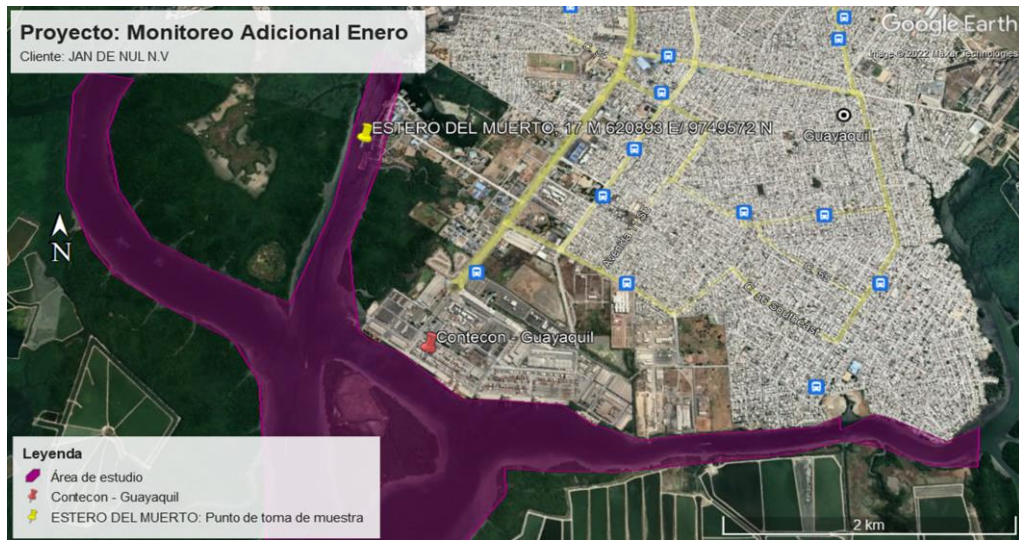 Proyecto: Monitoreo Adicional Enero
Cliente: JAN DE NUL N.V
Google Earth
Image © 2022 Maxar Technologies
ESTERO DEL MUERTO, 17 M 620893 E/ 9749572 N
Guayaquil
Contecon - Guayaquil
N
Leyenda
Área de estudio
Contecon - Guayaquil
ESTERO DEL MUERTO: Punto de toma de muestra
2 km